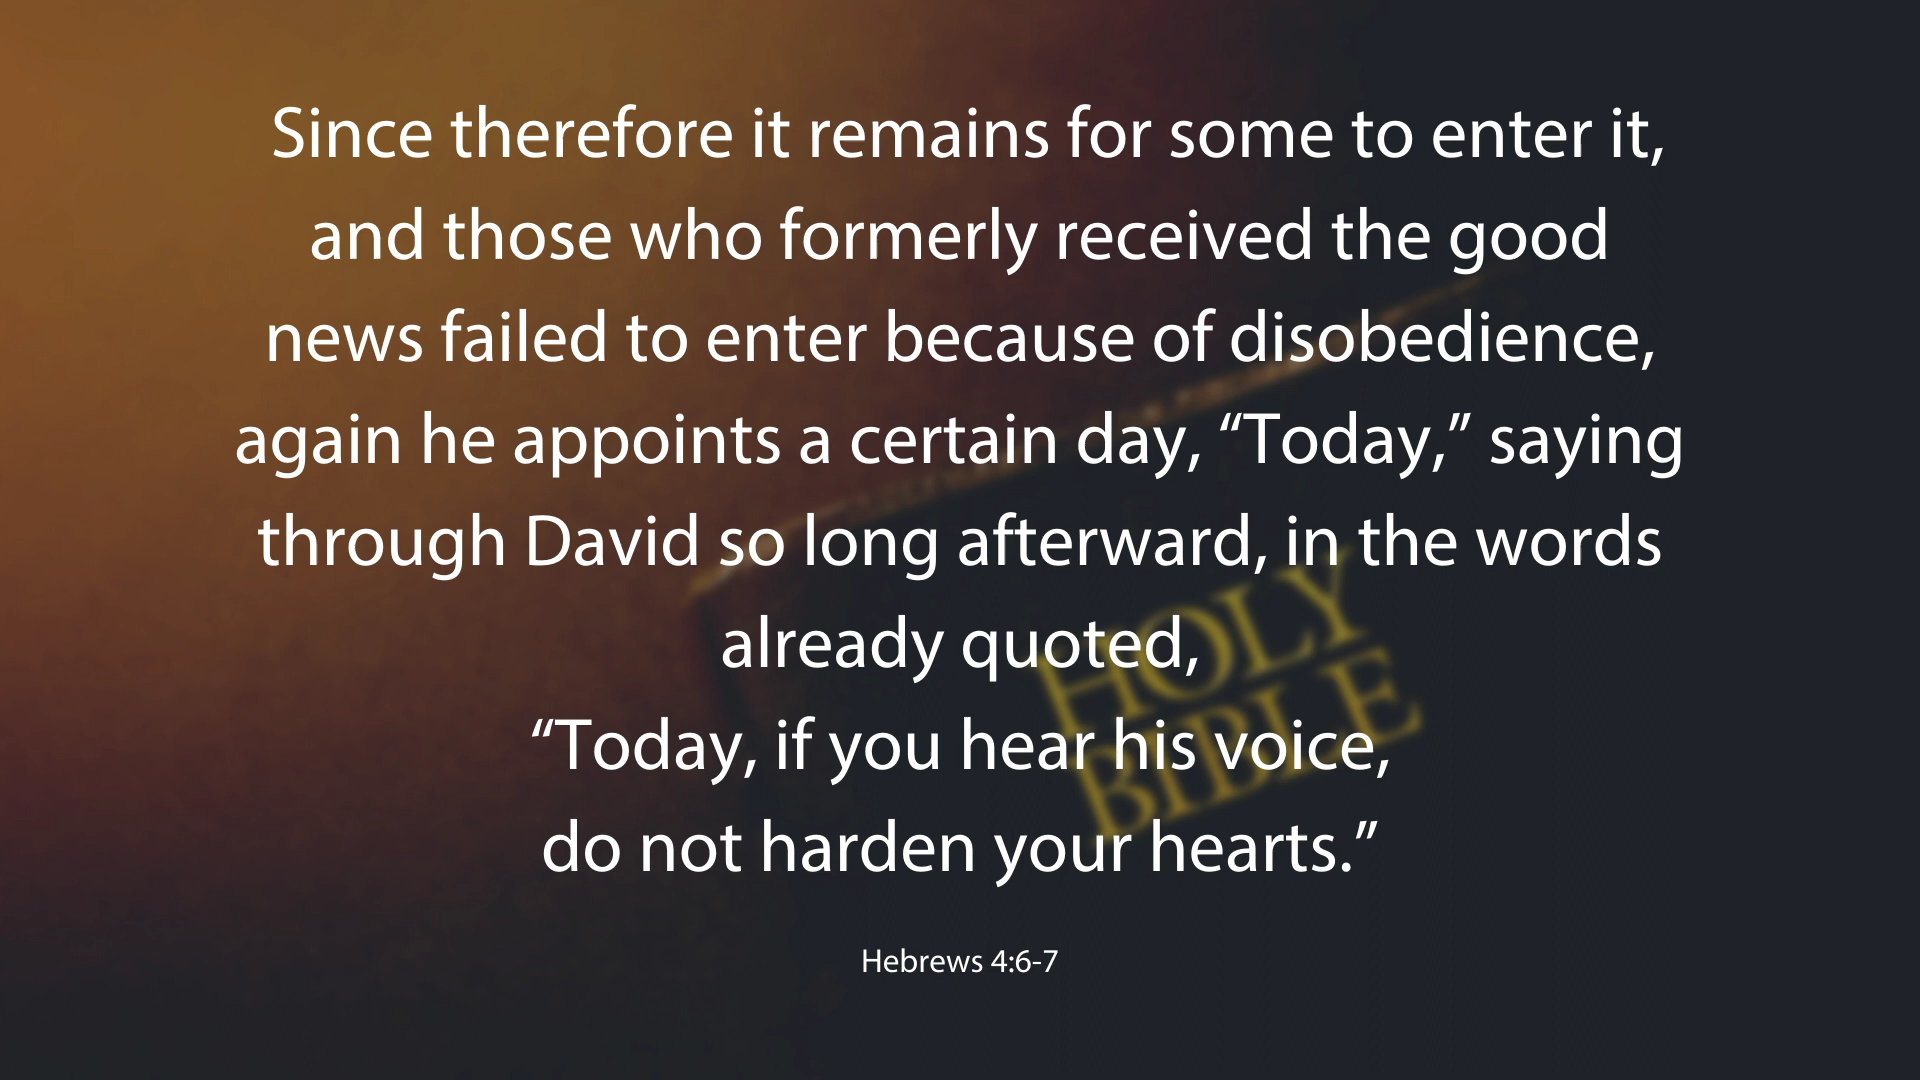 Since therefore it remains for some to enter it,
and those who formerly received the good
news failed to enter because of disobedience,
again he appoints a certain day, “Today,” saying
through David so long afterward, in the words
already quoted,
“Today, if you hear his voice,
do not harden your hearts.”
HOLY
BIBLE
Hebrews 4:6-7